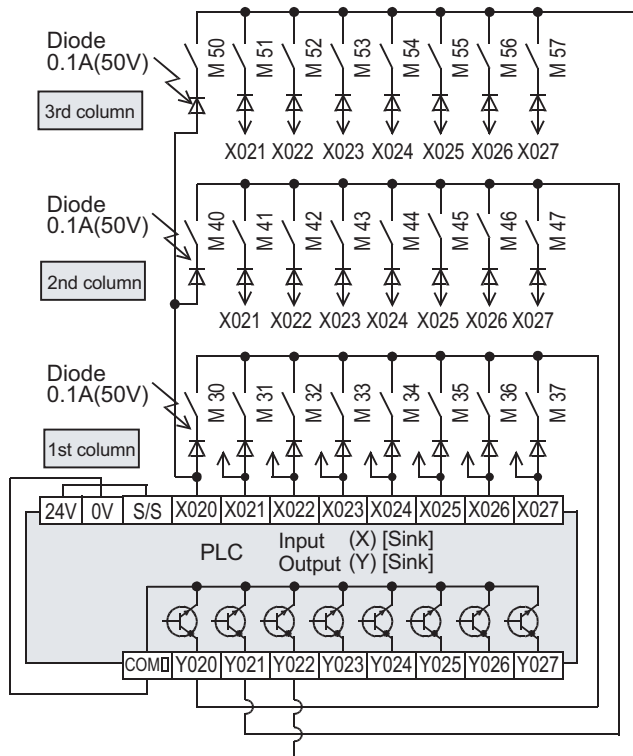 Diode
0.1A(50V)
M 50 M 51 M 52 M 53 M 54 M 55 M 56 M 57
3rd column
X021 X022 X023 X024 X025 X026 X027
Diode
0.1A(50V)
M 40 M 41 M 42 M 43 M 44 M 45 M 46 M 47
2nd column
X021 X022 X023 X024 X025 X026 X027
Diode
0.1A(50V)
M 30 M 31 M 32 M 33 M 34 M 35 M 36 M 37
1st column
24V 0V S/S X020 X021 X022 X023 X024 X025 X026 X027
PLC
Input (X) [Sink]
Output (Y) [Sink]
COM▯ Y020 Y021 Y022 Y023 Y024 Y025 Y026 Y027